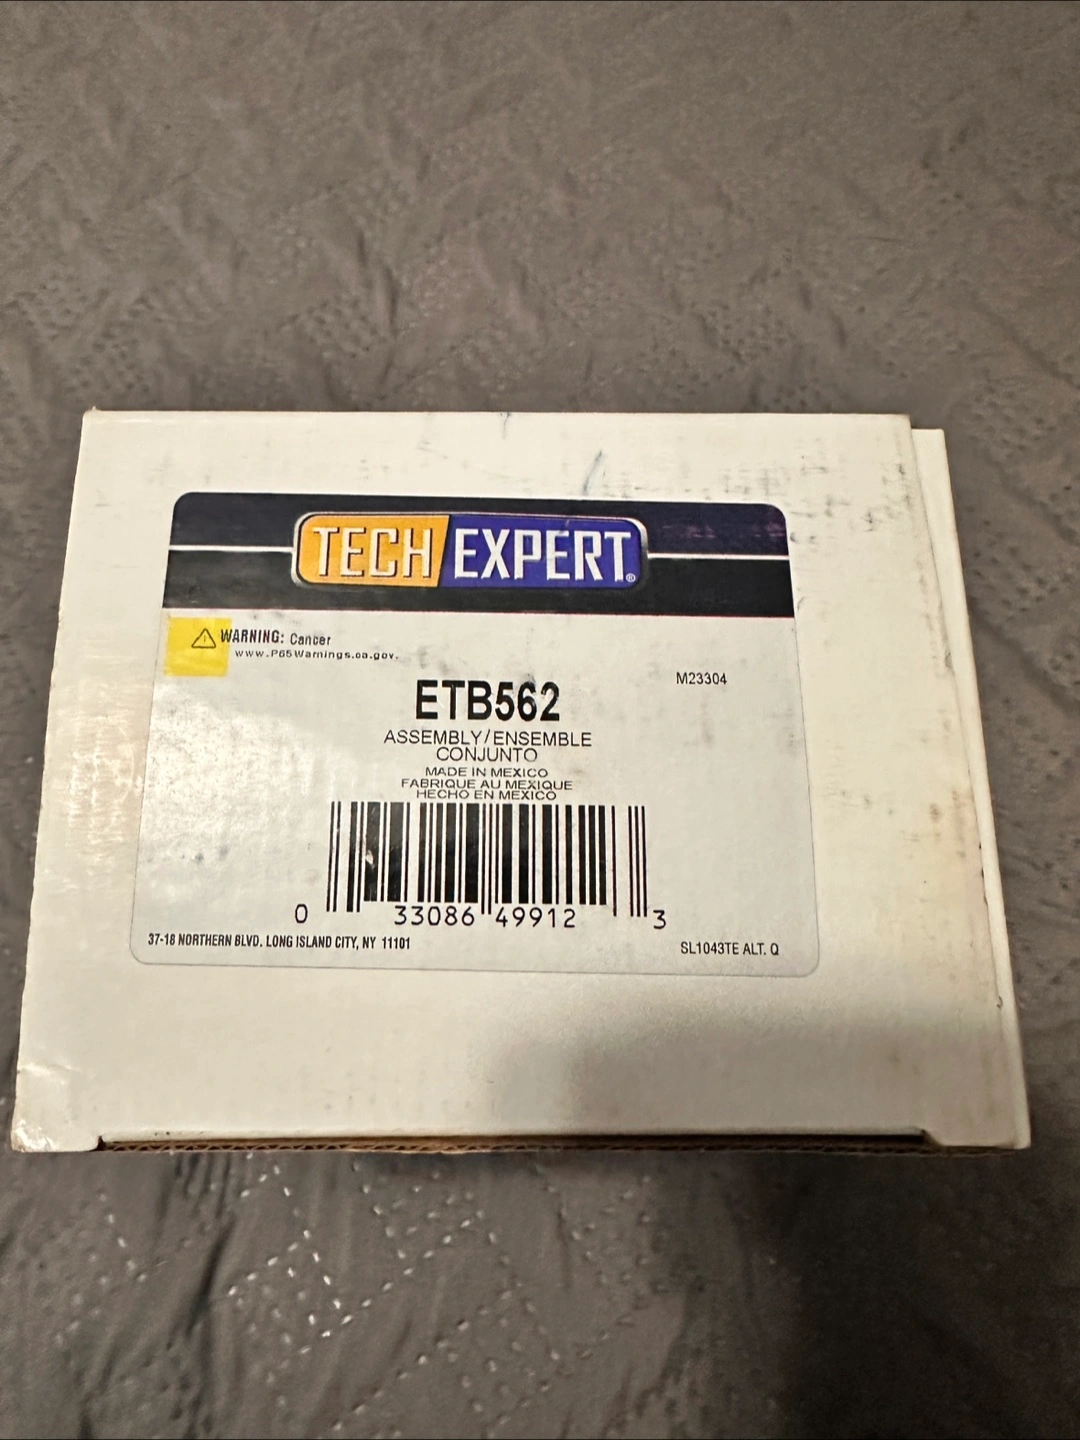 TECH EXPERT®
WARNING: Cancer
www.P65Warnings.ca.gov.
M23304
ETB562
ASSEMBLY/ENSEMBLE
CONJUNTO
MADE IN MEXICO
FABRIQUE AU MEXIQUE
HECHO EN MEXICO
0 33086 49912 3
37-18 NORTHERN BLVD. LONG ISLAND CITY, NY 11101
SL1043TE ALT. Q